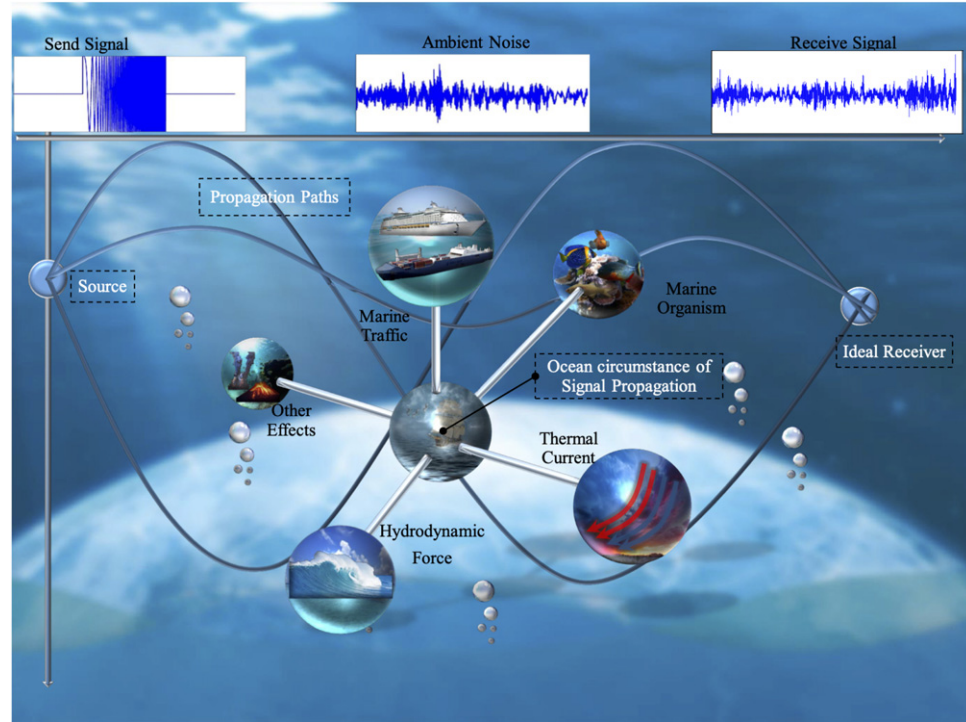 Send Signal
Ambient Noise
Receive Signal
Propagation Paths
Source
Marine
Traffic
Marine
Organism
Ideal Receiver
Ocean circumstance of
Signal Propagation
Other
Effects
Thermal
Current
Hydrodynamic
Force